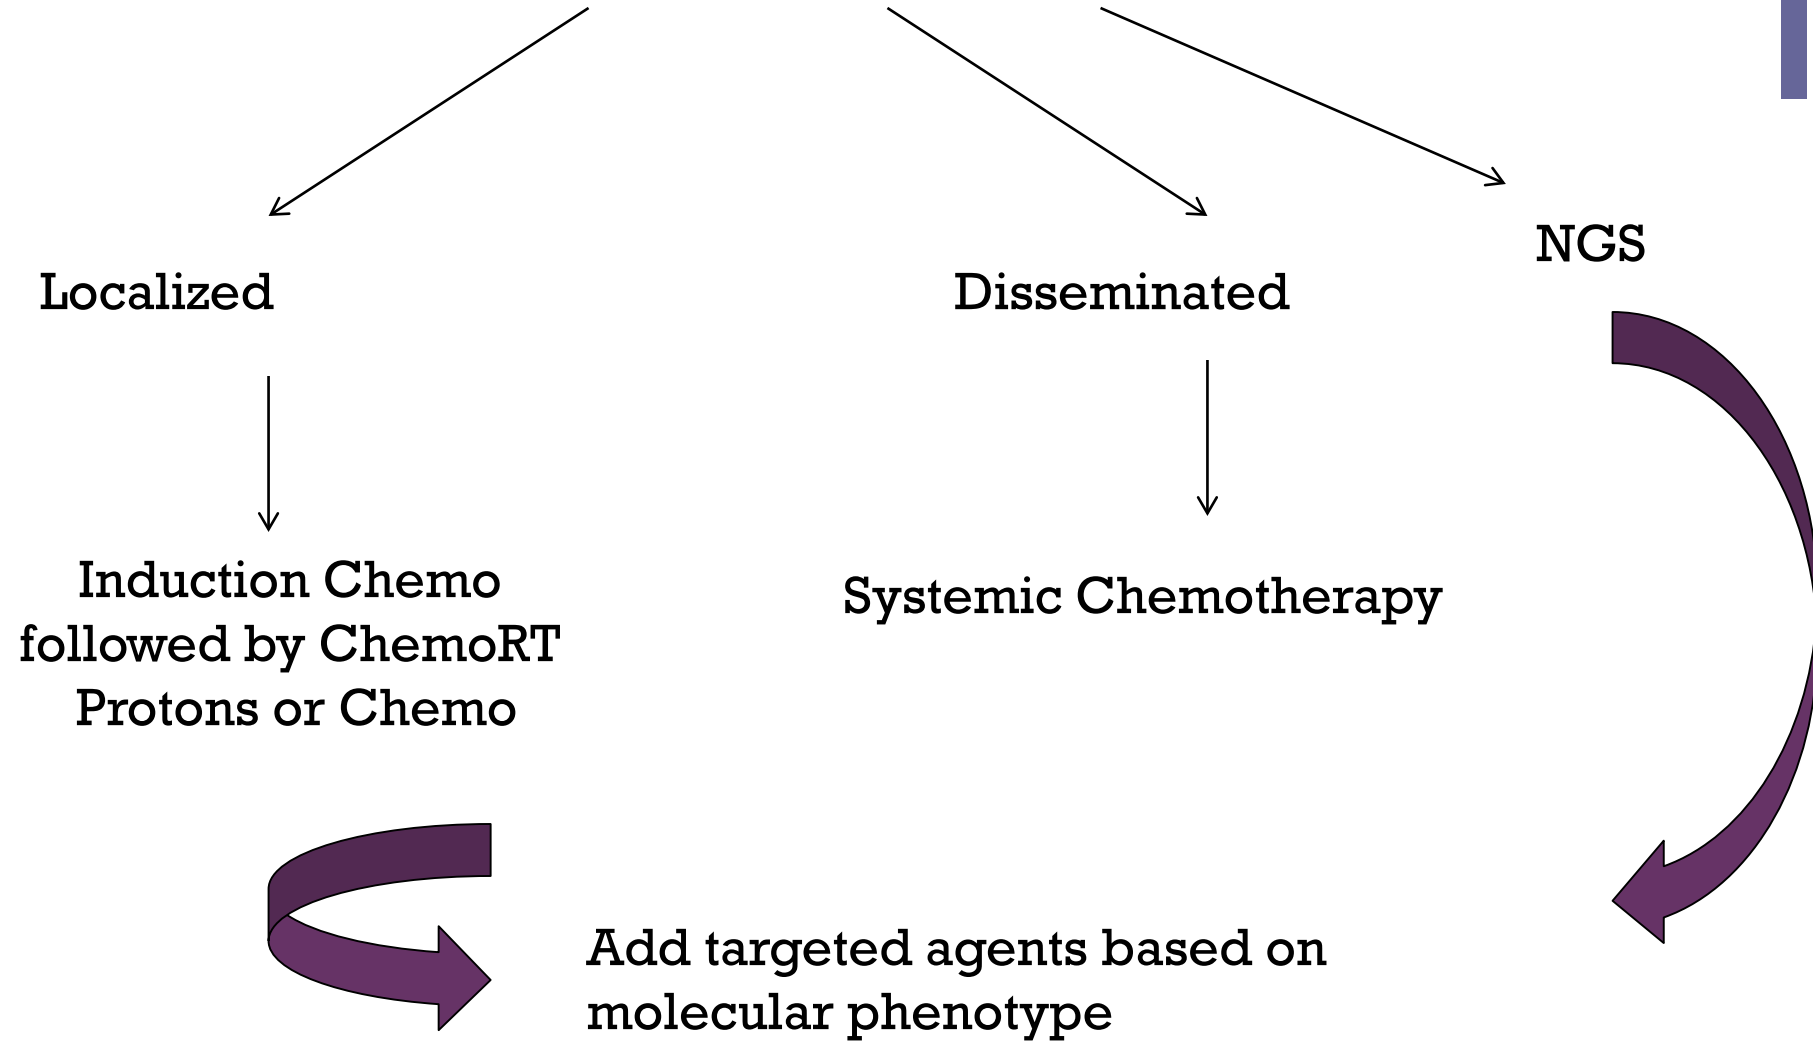 NGS
Localized
Disseminated
Induction Chemo
followed by ChemoRT
Protons or Chemo
Systemic Chemotherapy
Add targeted agents based on
molecular phenotype